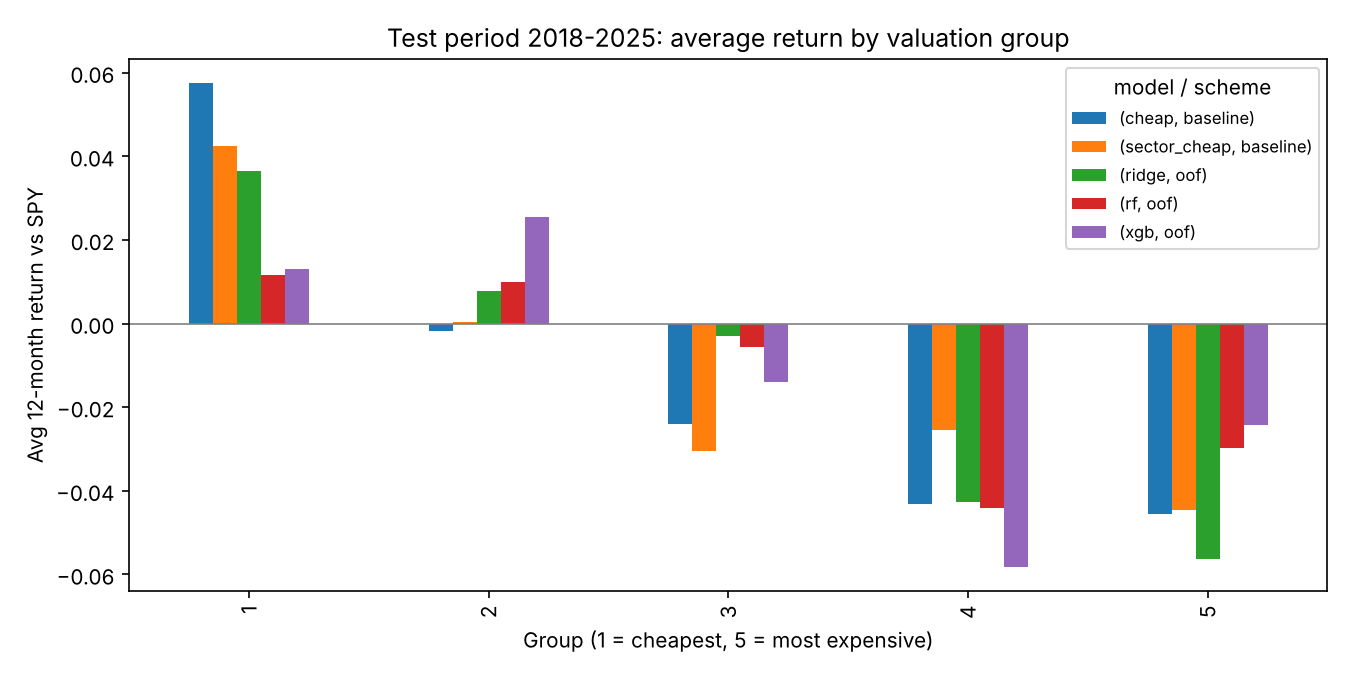 Test period 2018-2025: average return by valuation group
Avg 12-month return vs SPY
0.06
0.04
0.02
0.00
−0.02
−0.04
−0.06
model / scheme
(cheap, baseline)
(sector_cheap, baseline)
(ridge, oof)
(rf, oof)
(xgb, oof)
1
2
3
4
5
Group (1 = cheapest, 5 = most expensive)